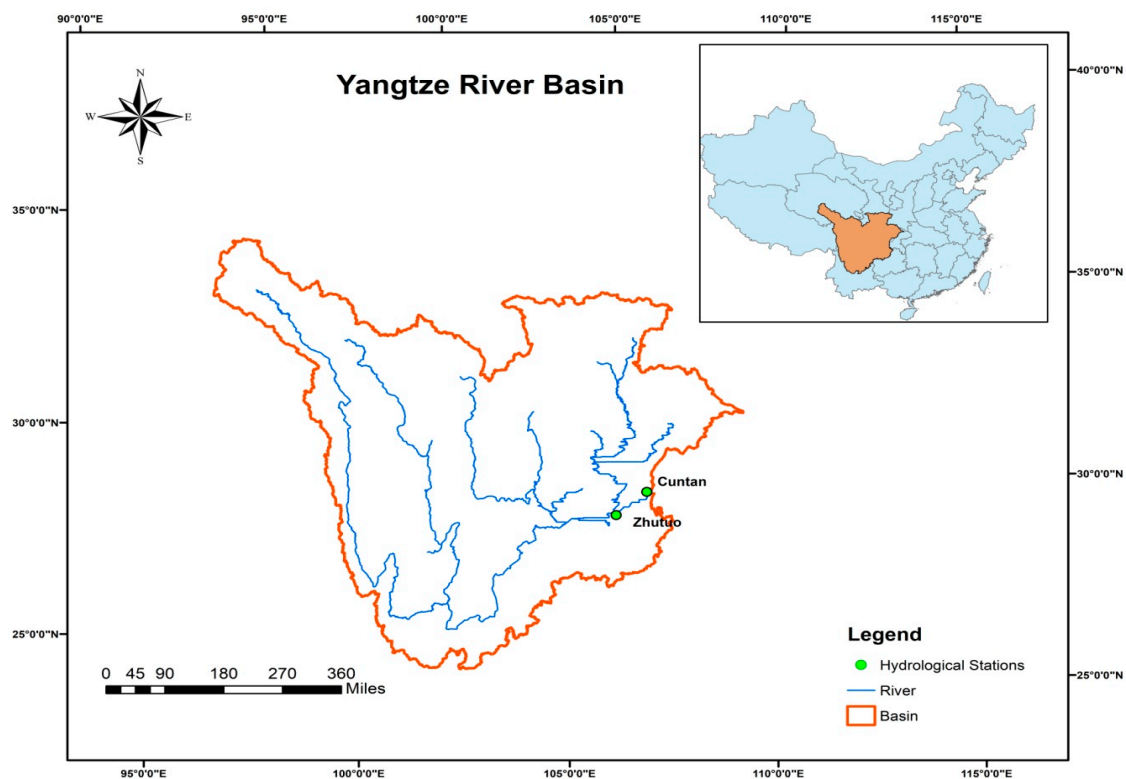 90°0'0"E 95°0'0"E 100°0'0"E 105°0'0"E 110°0'0"E 115°0'0"E
Yangtze River Basin
N
W E
S
40°0'0"N
35°0'0"N
35°0'0"N
30°0'0"N
30°0'0"N
25°0'0"N
25°0'0"N
Cuntan
Zhutuo
0 45 90 180 270 360
Miles
Legend
Hydrological Stations
River
Basin
95°0'0"E 100°0'0"E 105°0'0"E 110°0'0"E 115°0'0"E